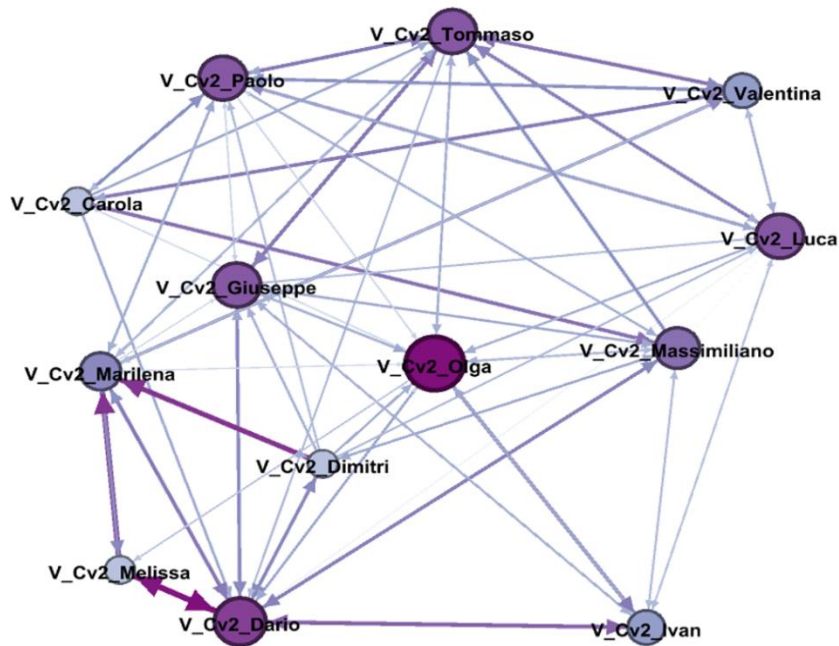 V_Cv2_Tommaso
V_Cv2_Paolo
V_Cv2_Valentina
V_Cv2_Carola
V_Cv2_Luca
V_Cv2_Giuseppe
V_Cv2_Massimiliano
V_Cv2_Olga
V_Cv2_Marilena
V_Cv2_Dimitri
V_Cv2_Melissa
V_Cv2_Dario
V_Cv2_Ivan